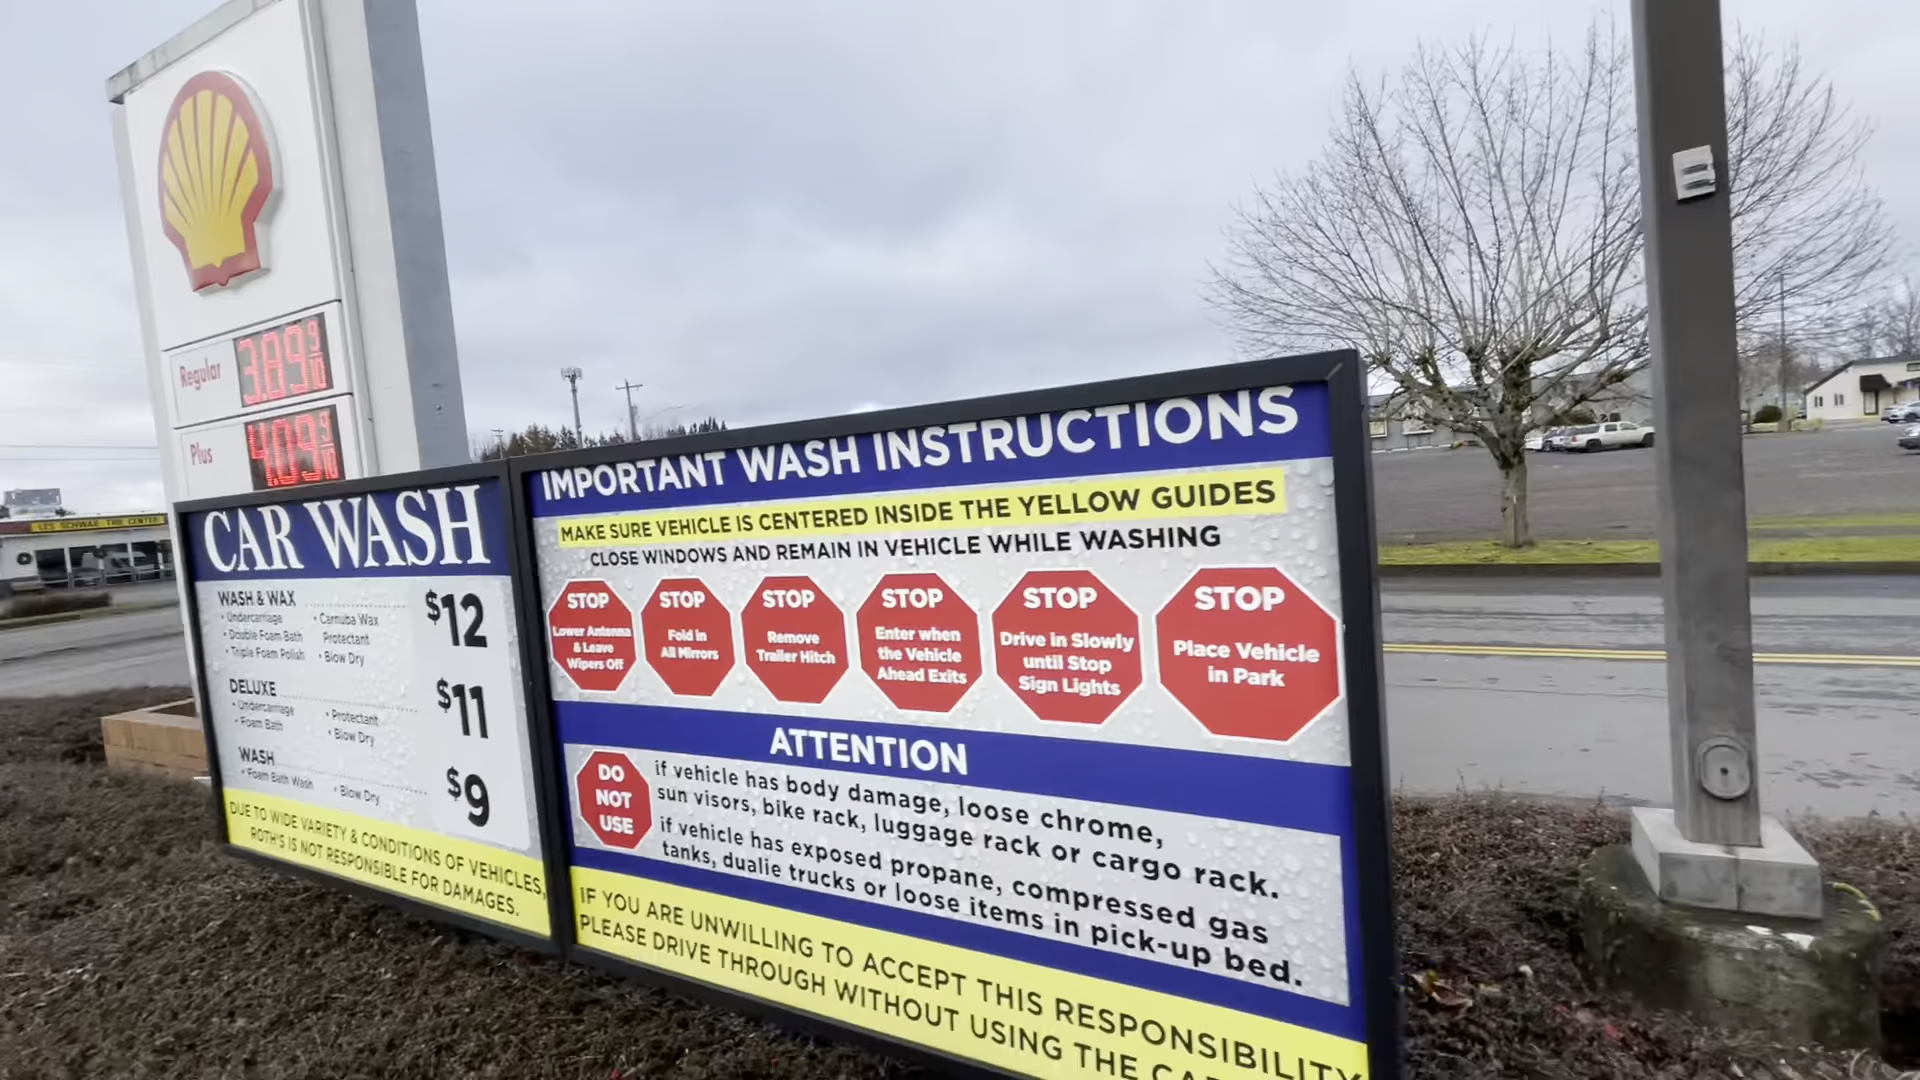 Regular 3.89 9/10
Plus 4.09 9/10
LES SCHWAB TIRE CENTER
CAR WASH
WASH & WAX $12
• Undercarriage
• Double Foam Bath
• Triple Foam Polish
• Carnuba Wax
Protectant
• Blow Dry
DELUXE $11
• Undercarriage
• Foam Bath
• Protectant
• Blow Dry
WASH $9
• Foam Bath Wash
• Blow Dry
DUE TO WIDE VARIETY & CONDITIONS OF VEHICLES,
ROTH'S IS NOT RESPONSIBLE FOR DAMAGES.
IMPORTANT WASH INSTRUCTIONS
MAKE SURE VEHICLE IS CENTERED INSIDE THE YELLOW GUIDES
CLOSE WINDOWS AND REMAIN IN VEHICLE WHILE WASHING
STOP
Lower Antenna
& Leave
Wipers Off
STOP
Fold in
All Mirrors
STOP
Remove
Trailer Hitch
STOP
Enter when
the Vehicle
Ahead Exits
STOP
Drive in Slowly
until Stop
Sign Lights
STOP
Place Vehicle
in Park
ATTENTION
DO
NOT
USE
if vehicle has body damage, loose chrome,
sun visors, bike rack, luggage rack or cargo rack.
if vehicle has exposed propane, compressed gas
tanks, dualie trucks or loose items in pick-up bed.
IF YOU ARE UNWILLING TO ACCEPT THIS RESPONSIBILITY
PLEASE DRIVE THROUGH WITHOUT USING THE